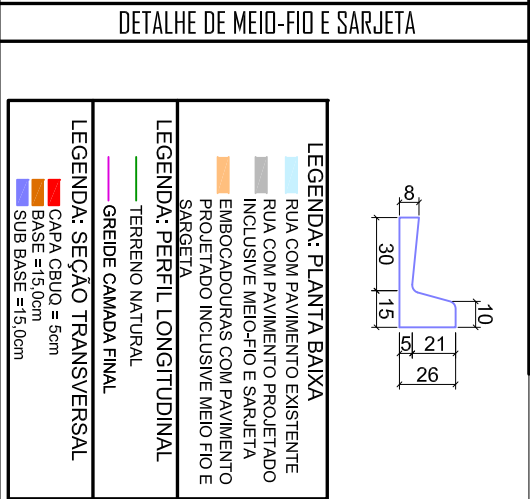 DETALHE DE MEIO-FIO E SARJETA
LEGENDA: PLANTA BAIXA
RUA COM PAVIMENTO EXISTENTE
RUA COM PAVIMENTO PROJETADO
INCLUSIVE MEIO-FIO E SARJETA
EMBOCADOURAS COM PAVIMENTO
PROJETADO INCLUSIVE MEIO FIO E
SARGETA
LEGENDA: PERFIL LONGITUDINAL
TERRENO NATURAL
GREIDE CAMADA FINAL
LEGENDA: SEÇÃO TRANSVERSAL
CAPA CBUQ = 5cm
BASE =15,0cm
SUB BASE =15,0cm
8
30
15
10
5 21
26